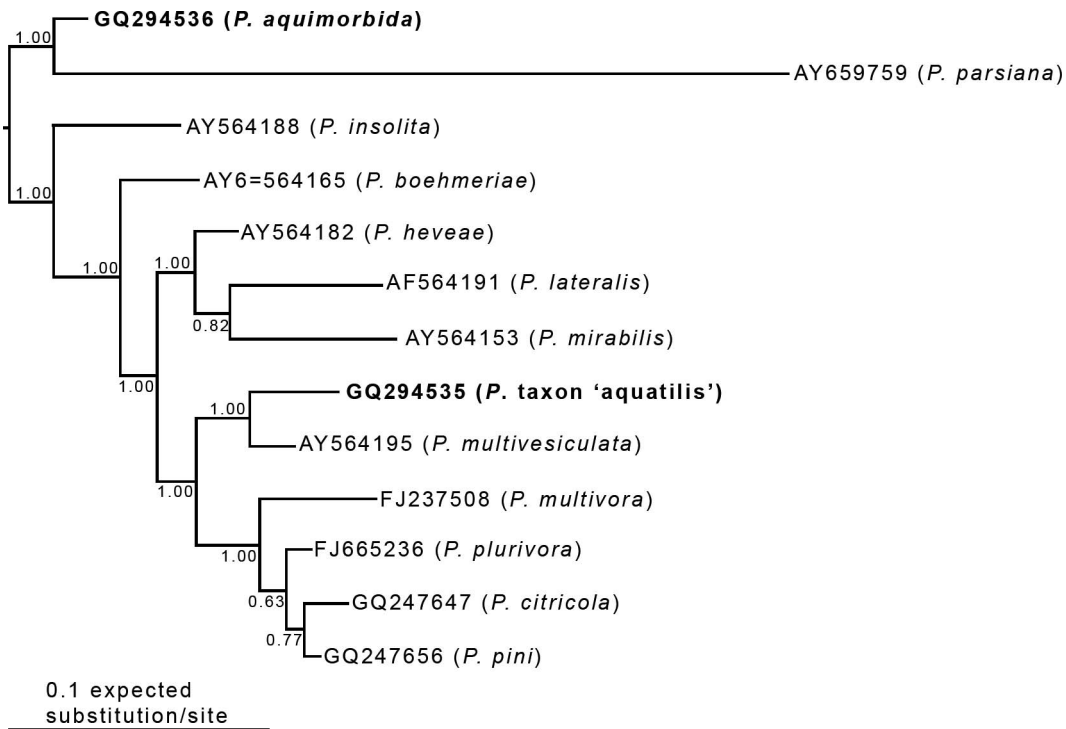 GQ294536 (P. aquimorbida)
1.00
AY659759 (P. parsiana)
AY564188 (P. insolita)
1.00
AY6=564165 (P. boehmeriae)
AY564182 (P. heveae)
1.00
1.00
AF564191 (P. lateralis)
0.82
AY564153 (P. mirabilis)
1.00
GQ294535 (P. taxon ‘aquatilis’)
1.00
AY564195 (P. multivesiculata)
1.00
FJ237508 (P. multivora)
1.00
FJ665236 (P. plurivora)
0.63
GQ247647 (P. citricola)
0.77
GQ247656 (P. pini)
0.1 expected
substitution/site